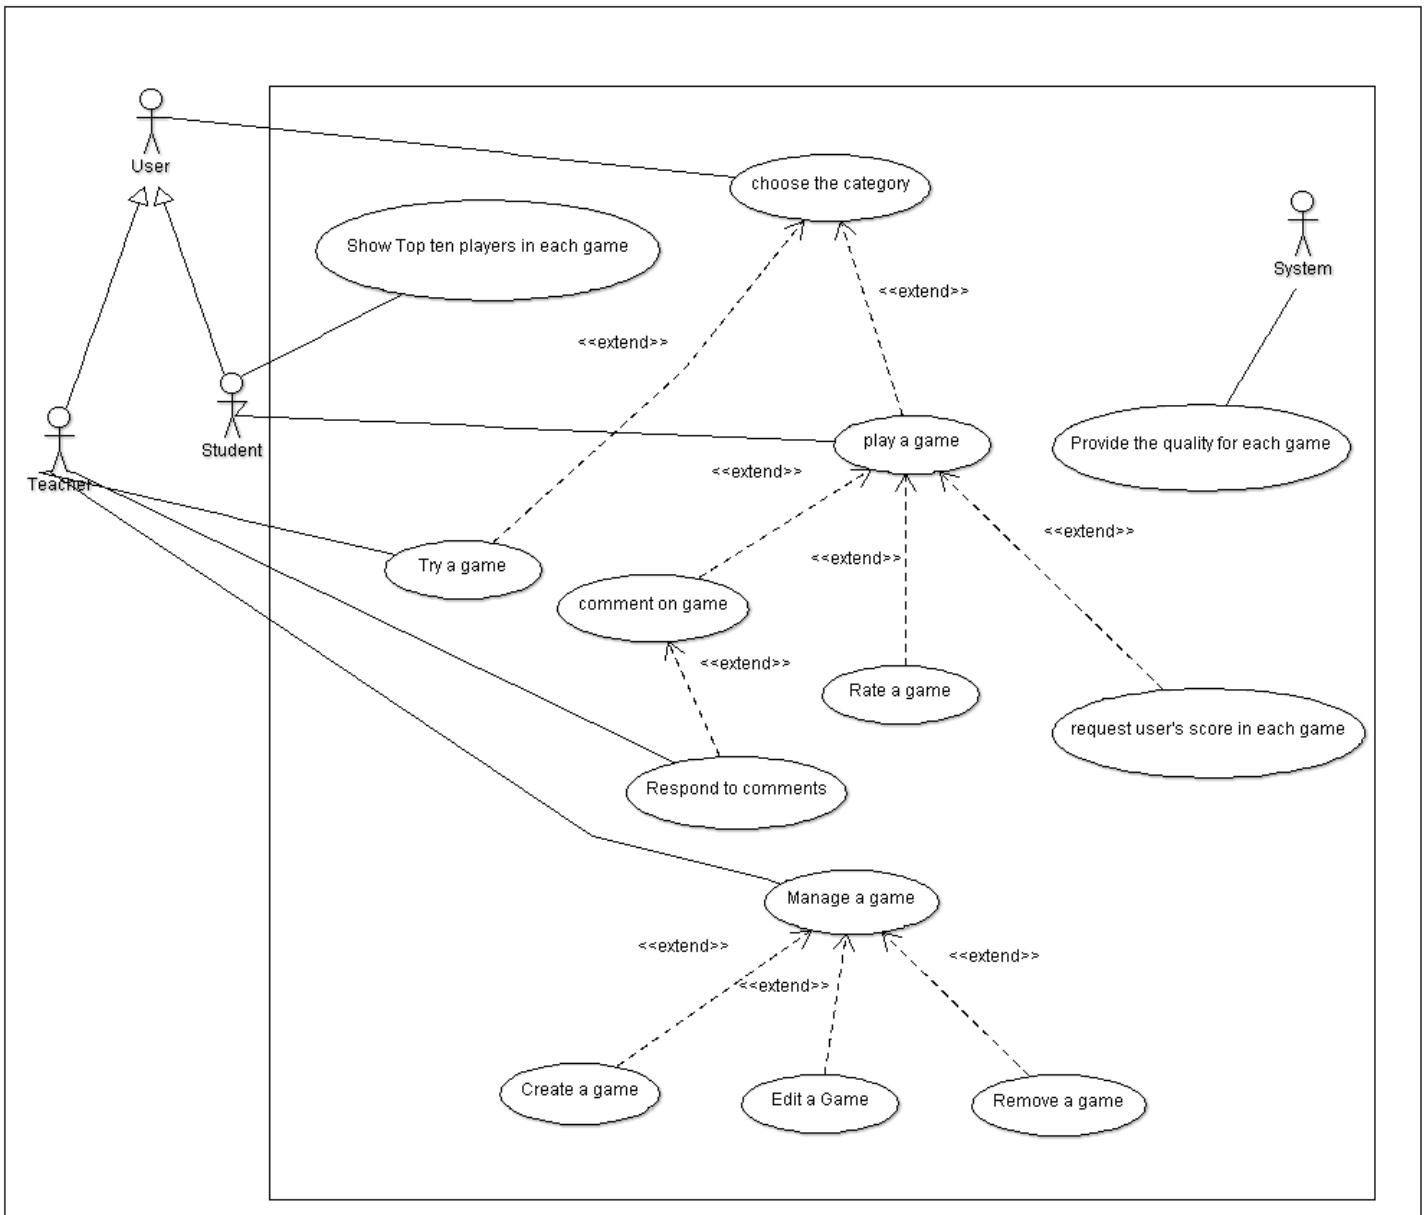 User
choose the category
Show Top ten players in each game
System
<<extend>>
<<extend>>
Student
play a game
Provide the quality for each game
Teacher
<<extend>>
<<extend>>
<<extend>>
Try a game
comment on game
<<extend>>
Rate a game
request user's score in each game
Respond to comments
Manage a game
<<extend>>
<<extend>>
<<extend>>
Create a game
Edit a Game
Remove a game